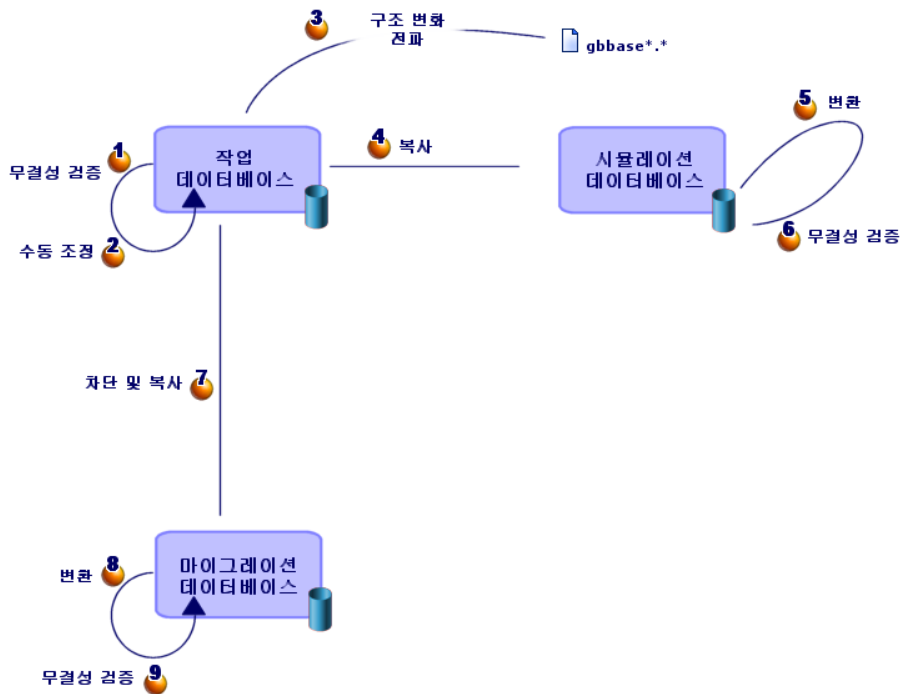 3
구조 변화
전파
gbbase*.*
5
변환
1
무결성 검증
작업
데이터베이스
4
복사
시뮬레이션
데이터베이스
2
수동 조정
6
무결성 검증
차단 및 복사
7
마이그레이션
데이터베이스
8
변환
무결성 검증
9